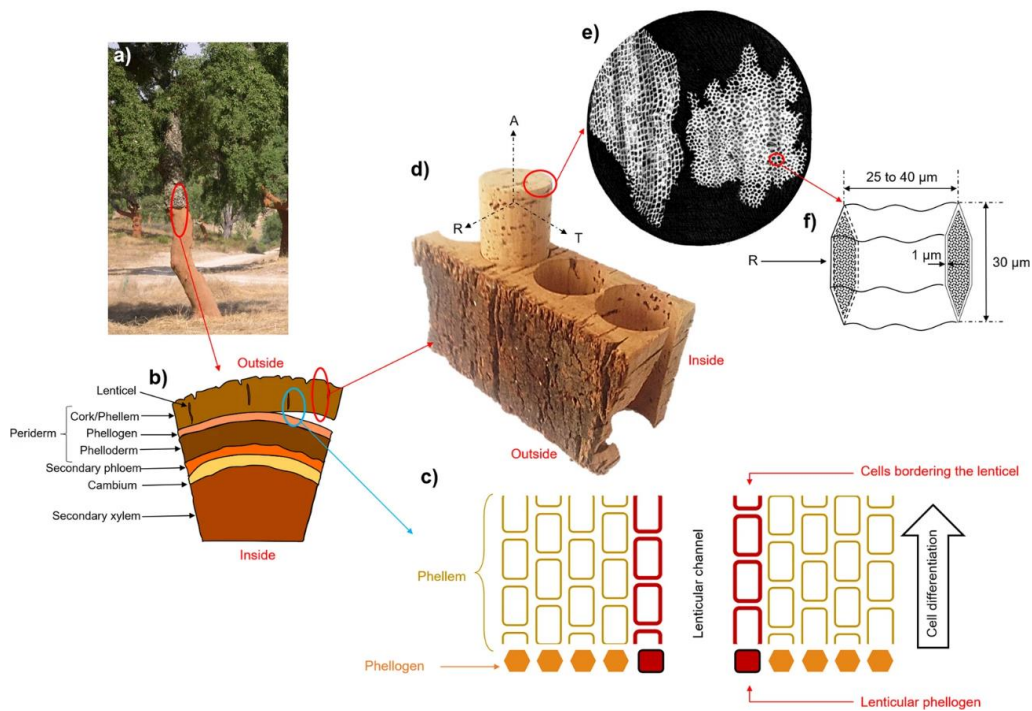 a)
b)
Outside
Lenticel
Cork/Phellem
Periderm
Phellogen
Phelloderm
Secondary phloem
Cambium
Secondary xylem
Inside
c)
Phellem
Phellogen
Lenticular channel
Cells bordering the lenticel
Cell differentiation
Lenticular phellogen
d)
A
R
T
Inside
Outside
e)
f)
25 to 40 µm
R
1 µm
30 µm